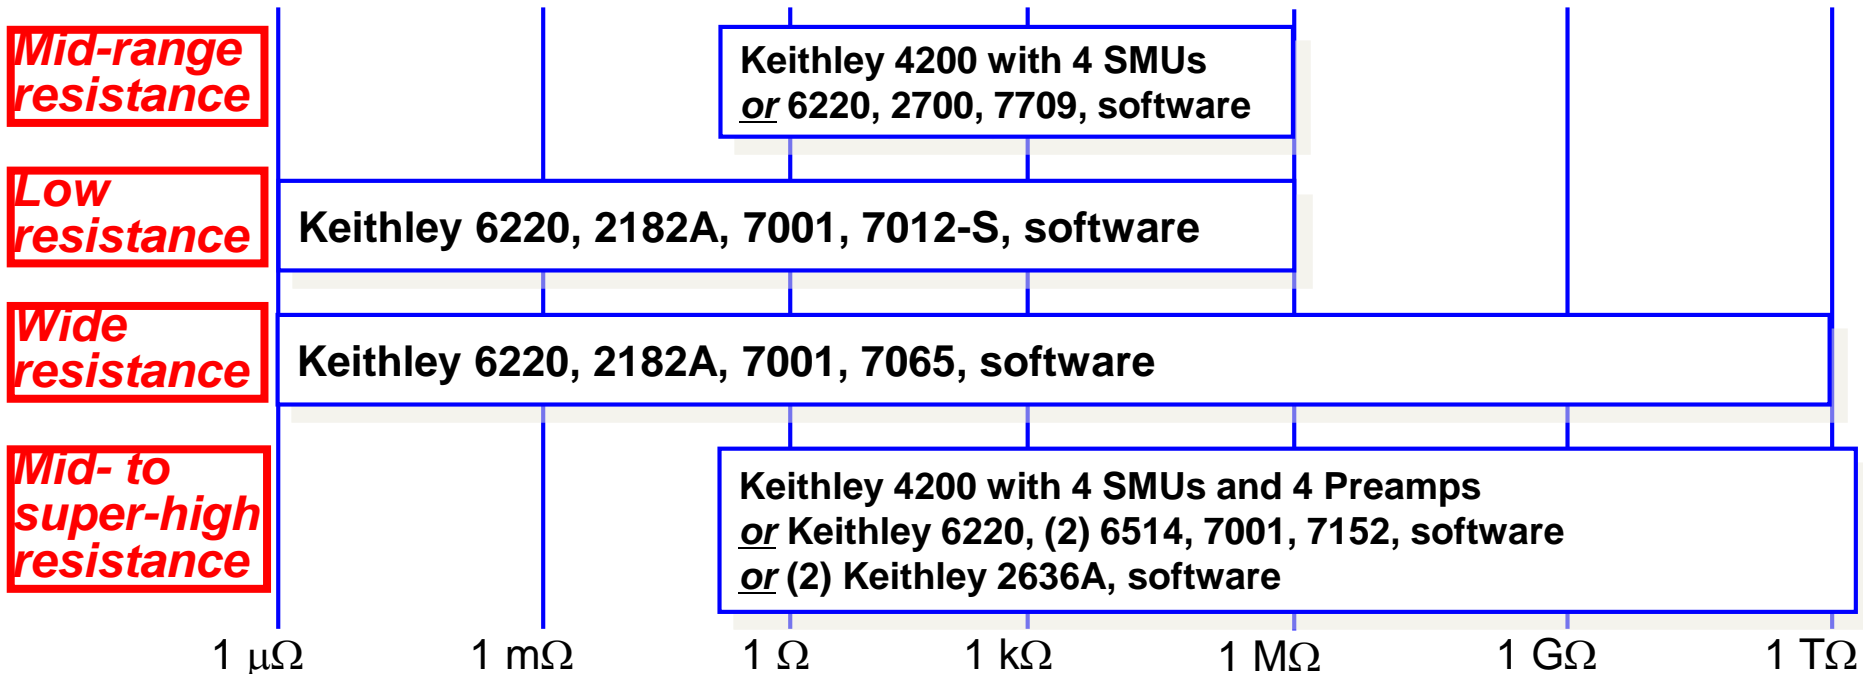 Mid-range
resistance
Keithley 4200 with 4 SMUs
or 6220, 2700, 7709, software
Low
resistance
Keithley 6220, 2182A, 7001, 7012-S, software
Wide
resistance
Keithley 6220, 2182A, 7001, 7065, software
Mid- to
super-high
resistance
Keithley 4200 with 4 SMUs and 4 Preamps
or Keithley 6220, (2) 6514, 7001, 7152, software
or (2) Keithley 2636A, software
1 μΩ 1 mΩ 1 Ω 1 kΩ 1 MΩ 1 GΩ 1 TΩ